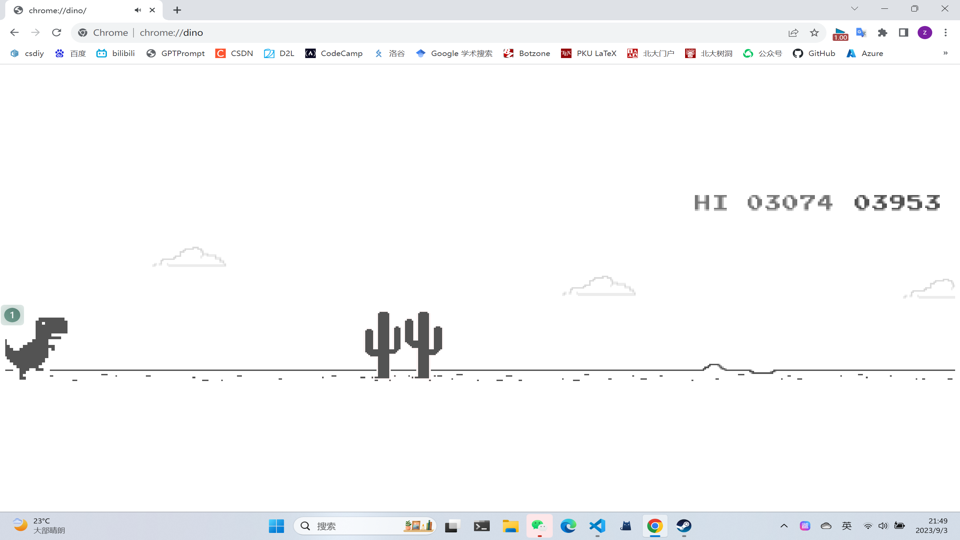 chrome://dino/
Chrome | chrome://dino
1.00
z
csdiy 百度 bilibili GPTPrompt CSDN D2L CodeCamp 洛谷 Google 学术搜索 Botzone PKU LaTeX 北大门户 北大树洞 公众号 GitHub Azure »
HI 03074 03953
1
23°C
大部晴朗
搜索
英
21:49
2023/9/3